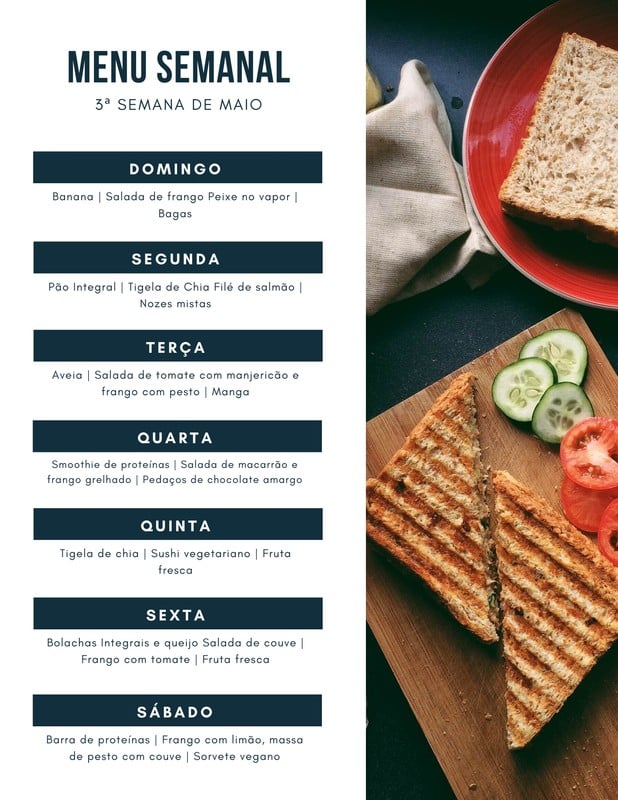 MENU SEMANAL
3ª SEMANA DE MAIO
DOMINGO
Banana | Salada de frango Peixe no vapor |
Bagas
SEGUNDA
Pão Integral | Tigela de Chia Filé de salmão |
Nozes mistas
TERÇA
Aveia | Salada de tomate com manjericão e
frango com pesto | Manga
QUARTA
Smoothie de proteínas | Salada de macarrão e
frango grelhado | Pedaços de chocolate amargo
QUINTA
Tigela de chia | Sushi vegetariano | Fruta
fresca
SEXTA
Bolachas Integrais e queijo Salada de couve |
Frango com tomate | Fruta fresca
SÁBADO
Barra de proteínas | Frango com limão, massa
de pesto com couve | Sorvete vegano